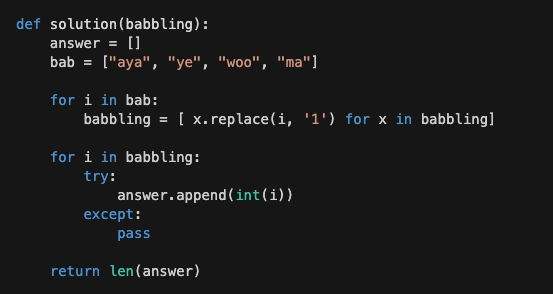 def solution(babbling):
    answer = []
    bab = ["aya", "ye", "woo", "ma"]

    for i in bab:
        babbling = [ x.replace(i, '1') for x in babbling]

    for i in babbling:
        try:
            answer.append(int(i))
        except:
            pass

    return len(answer)